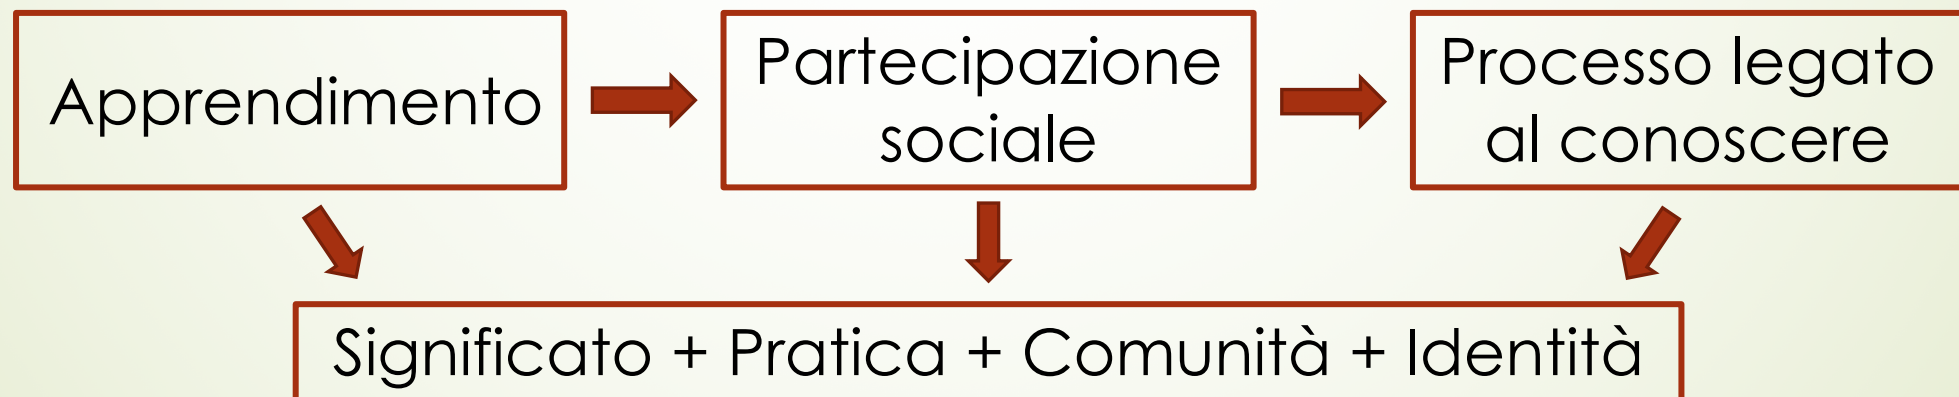 Apprendimento
Partecipazione
sociale
Processo legato
al conoscere
Significato + Pratica + Comunità + Identità